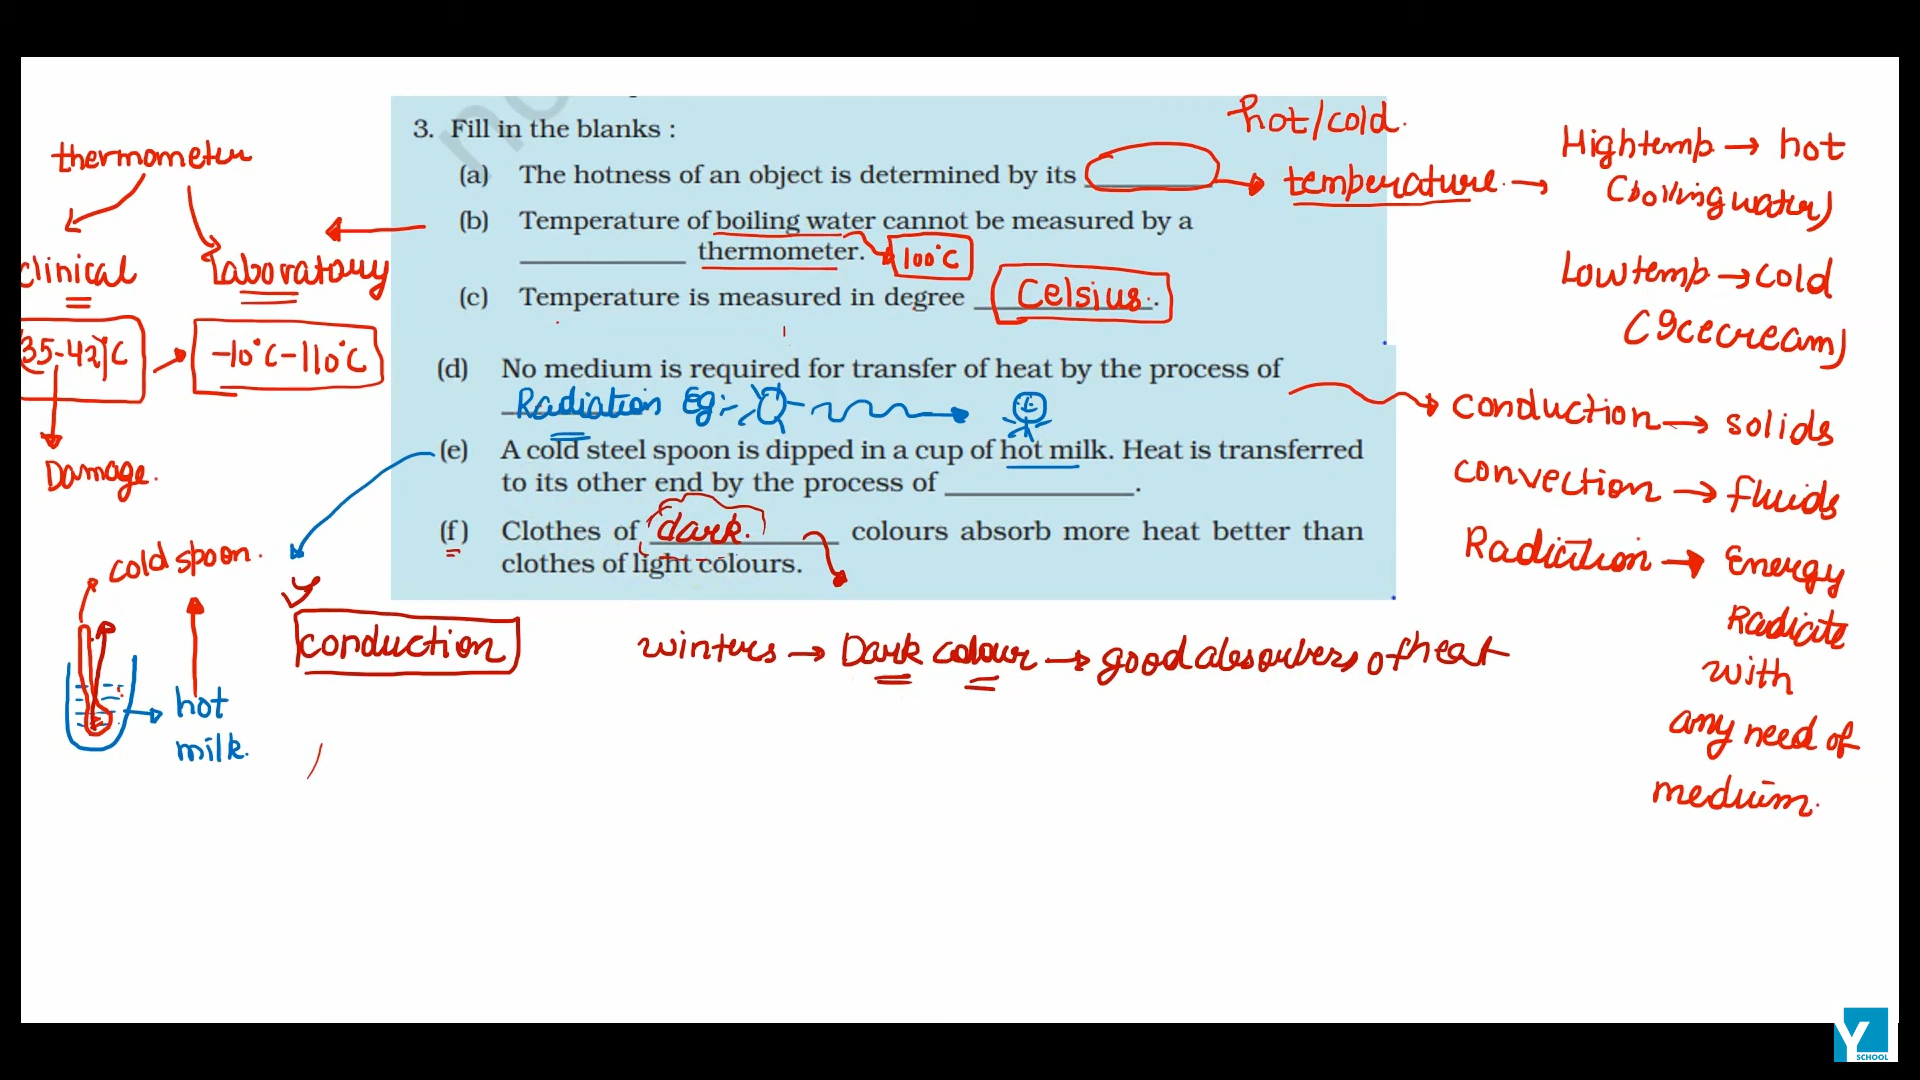 3. Fill in the blanks :
(a) The hotness of an object is determined by its ________
(b) Temperature of boiling water cannot be measured by a
________ thermometer.
(c) Temperature is measured in degree Celsius.
(d) No medium is required for transfer of heat by the process of
Radiation Eg:-
(e) A cold steel spoon is dipped in a cup of hot milk. Heat is transferred
to its other end by the process of ________.
(f) Clothes of dark. colours absorb more heat better than
clothes of light colours.
hot/cold.
temperature
100°C
High temp → hot
(boiling water)
Low temp → cold
(Icecream)
conduction → solids
convection → fluids
Radiation → Energy
Radiate
with
any need of
medium.
thermometer
clinical
laboratory
35-42°C
-10°C-110°C
Damage.
cold spoon.
hot
milk.
conduction
winters → Dark colour → good absorbers of heat
Y
SCHOOL